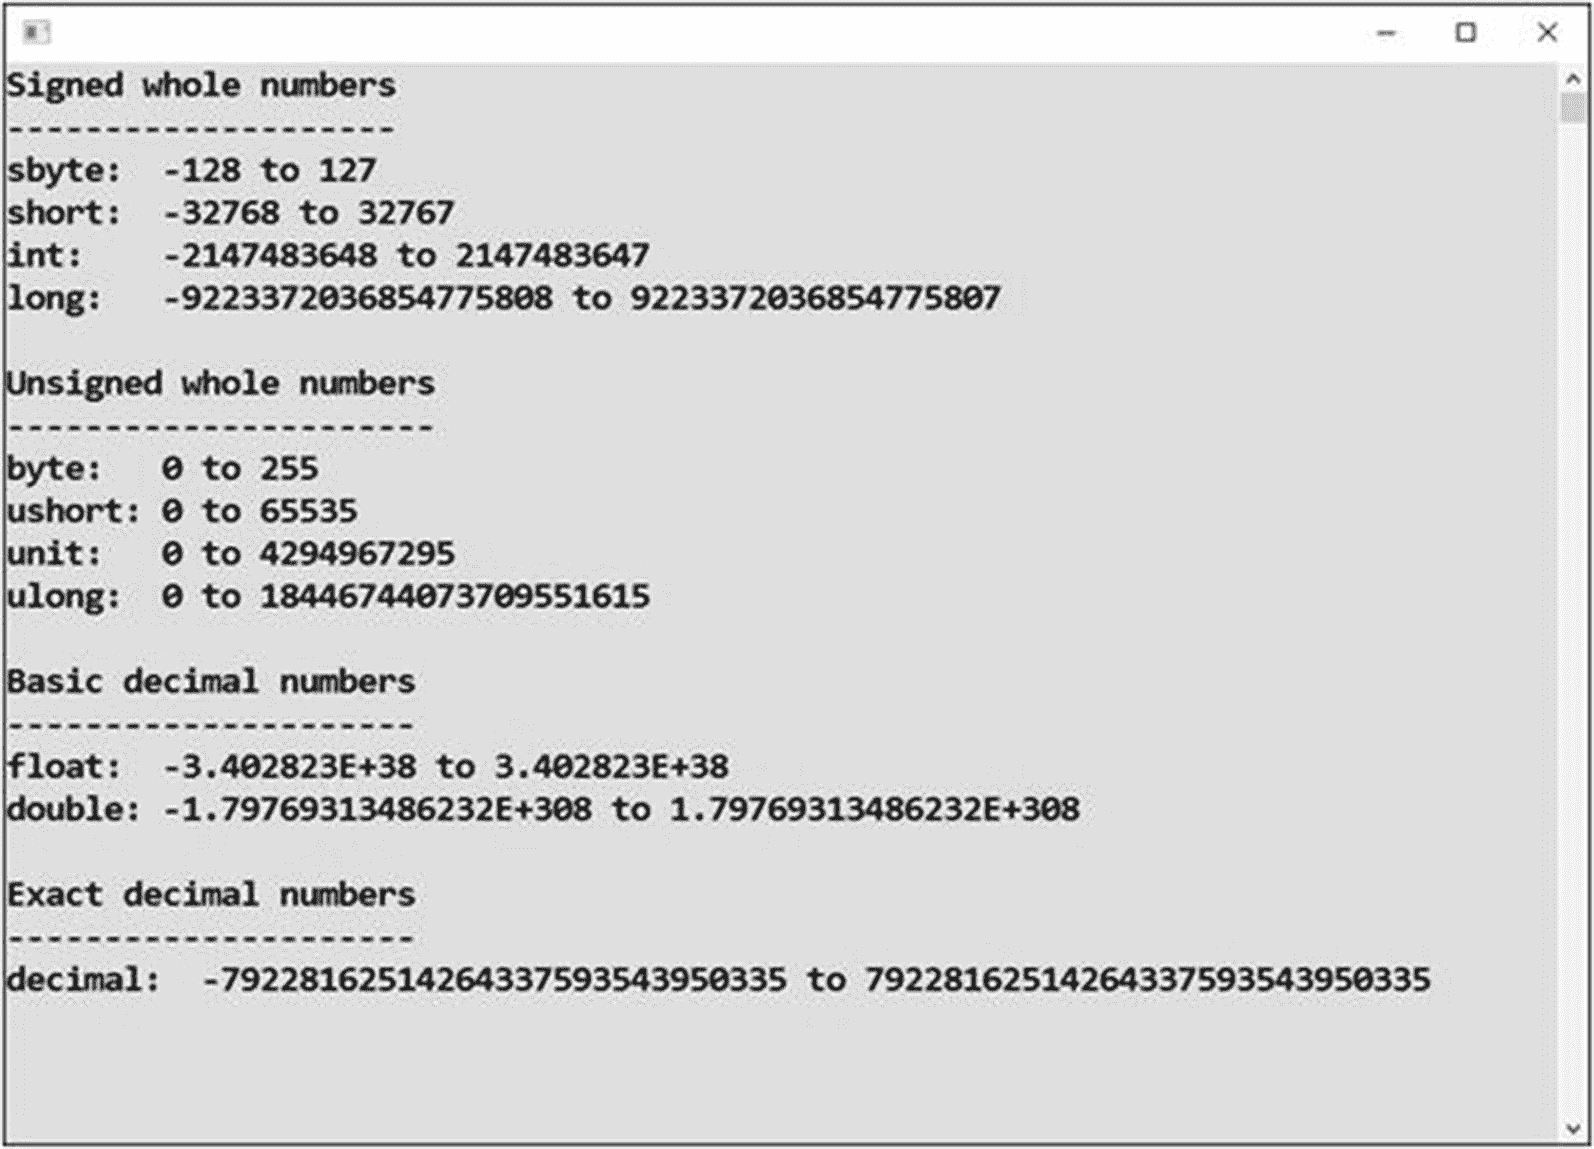 Signed whole numbers
--------------------
sbyte:  -128 to 127
short:  -32768 to 32767
int:    -2147483648 to 2147483647
long:   -9223372036854775808 to 9223372036854775807
Unsigned whole numbers
----------------------
byte:   0 to 255
ushort: 0 to 65535
unit:   0 to 4294967295
ulong:  0 to 18446744073709551615
Basic decimal numbers
---------------------
float:  -3.402823E+38 to 3.402823E+38
double: -1.79769313486232E+308 to 1.79769313486232E+308
Exact decimal numbers
---------------------
decimal:  -79228162514264337593543950335 to 79228162514264337593543950335